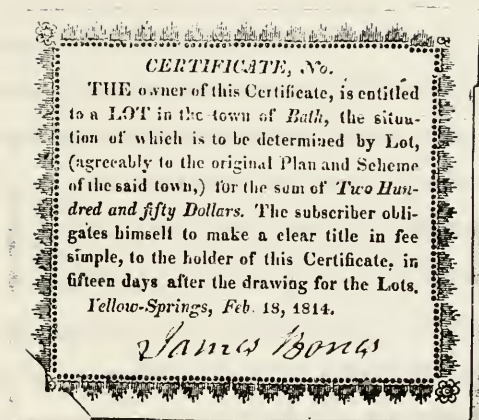 CERTIFICATE, No.
THE owner of this Certificate, is entitled
to a LOT in the town of Bath, the situa-
tion of which is to be determined by Lot,
(agreeably to the original Plan and Scheme
of the said town,) for the sum of Two Hun-
dred and fifty Dollars. The subscriber obli-
gates himself to make a clear title in fee
simple, to the holder of this Certificate, in
fifteen days after the drawing for the Lots.
Yellow-Springs, Feb. 18, 1814.
James Bones